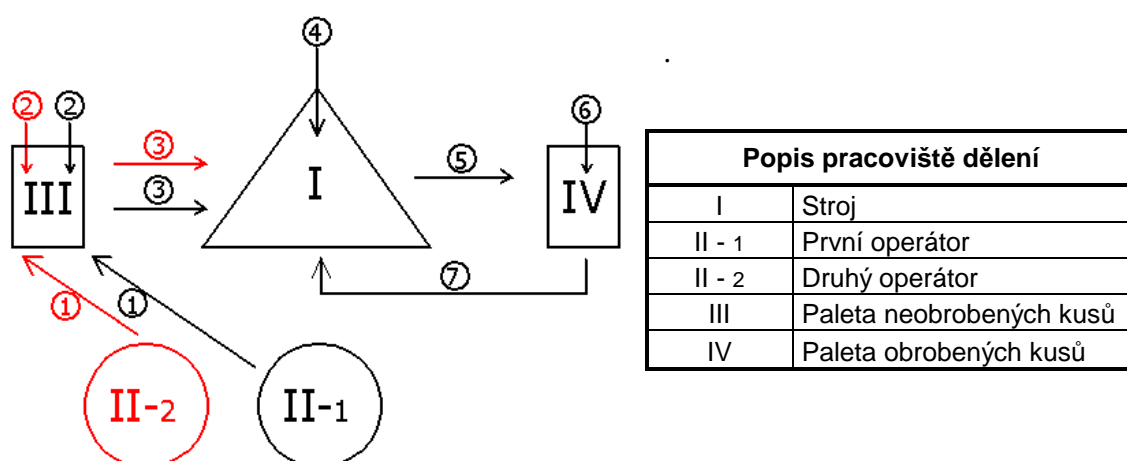 ④
.
② ② ⑥
③ ⑤
③
III I IV
⑦
① ①
II-2 II-1
Popis pracoviště dělení
I Stroj
II - 1 První operátor
II - 2 Druhý operátor
III Paleta neobrobených kusů
IV Paleta obrobených kusů